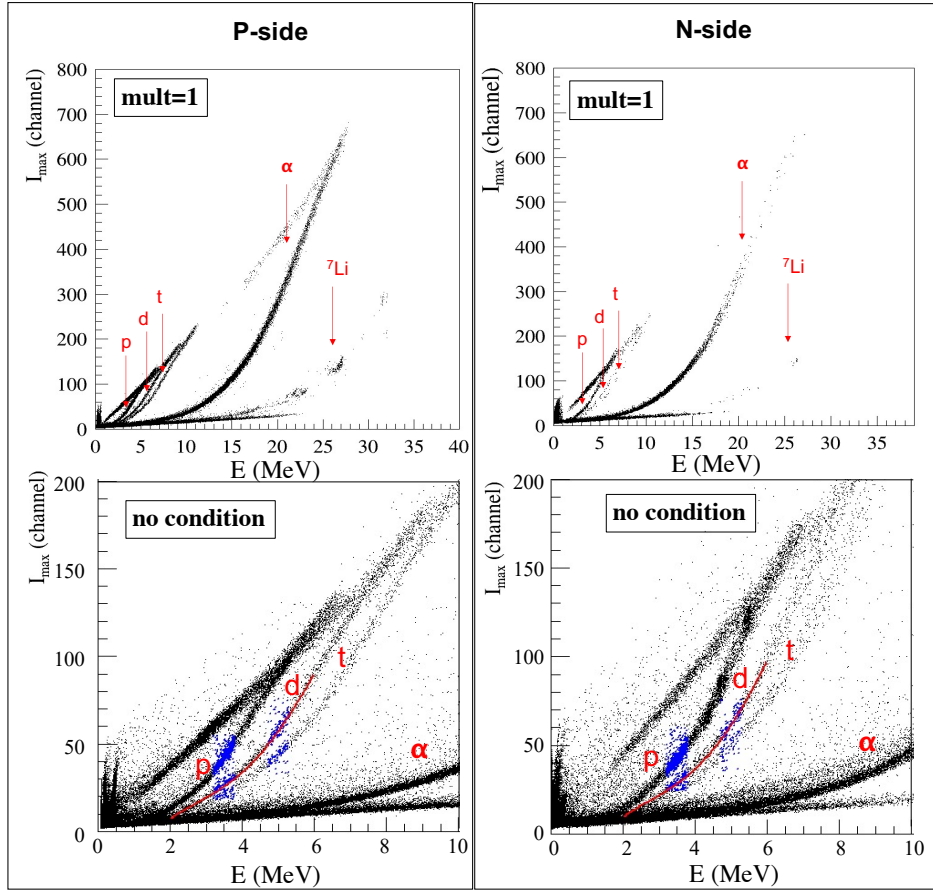 P-side
800
700
600
500
400
300
200
100
0
I_max (channel)
mult=1
p
d
t
α
⁷Li
0 5 10 15 20 25 30 35 40
E (MeV)
N-side
800
700
600
500
400
300
200
100
0
I_max (channel)
mult=1
p
d
t
α
⁷Li
0 5 10 15 20 25 30 35
E (MeV)
200
150
100
50
0
I_max (channel)
no condition
p
d
t
α
0 2 4 6 8 10
E (MeV)
200
150
100
50
0
I_max (channel)
no condition
p
d
t
α
0 2 4 6 8 10
E (MeV)